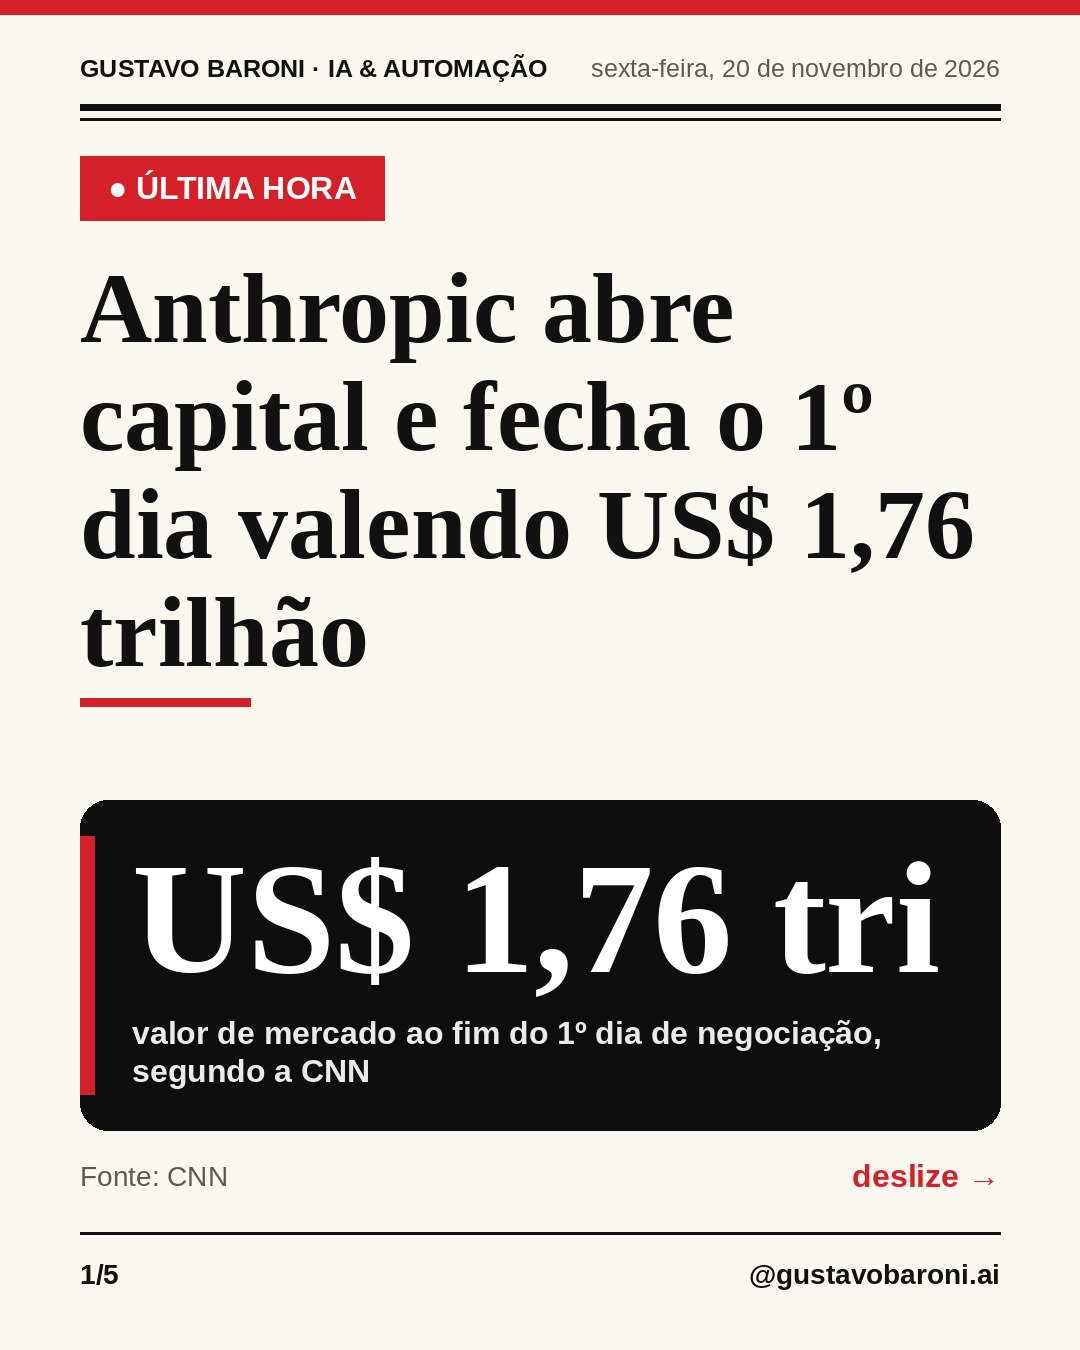 GUSTAVO BARONI · IA & AUTOMAÇÃO
sexta-feira, 20 de novembro de 2026
● ÚLTIMA HORA
Anthropic abre
capital e fecha o 1º
dia valendo US$ 1,76
trilhão
US$ 1,76 tri
valor de mercado ao fim do 1º dia de negociação,
segundo a CNN
Fonte: CNN
deslize →
1/5
@gustavobaroni.ai